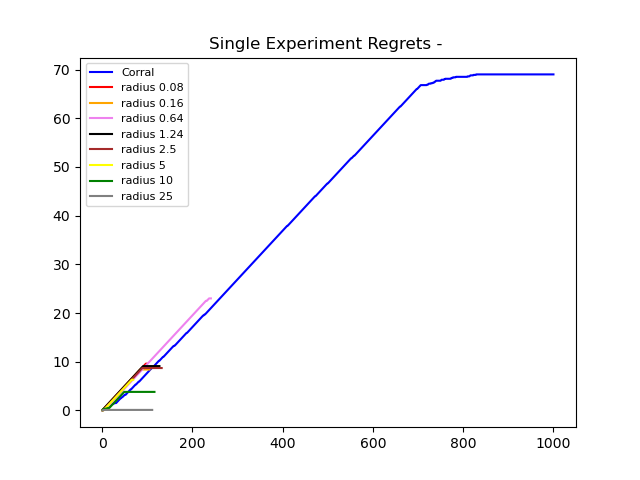 Single Experiment Regrets -
70
60
50
40
30
20
10
0
Corral
radius 0.08
radius 0.16
radius 0.64
radius 1.24
radius 2.5
radius 5
radius 10
radius 25
0 200 400 600 800 1000